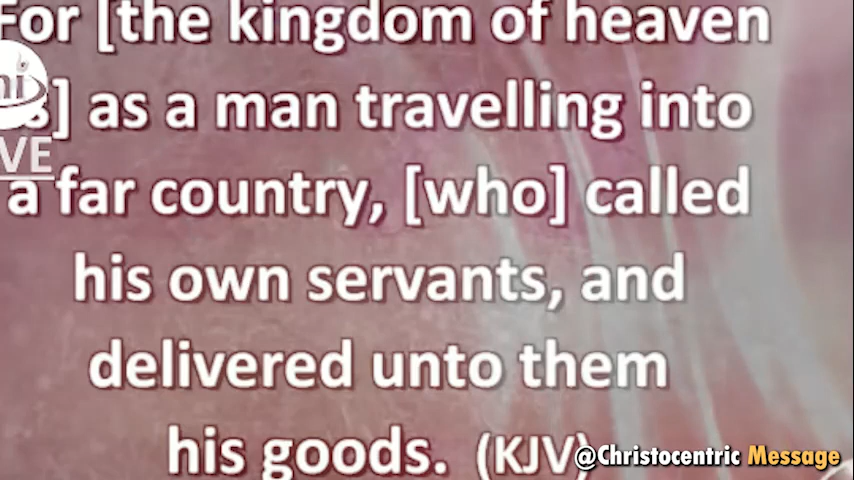 For [the kingdom of heaven
is] as a man travelling into
a far country, [who] called
his own servants, and
delivered unto them
his goods. (KJV)
@Christocentric Message